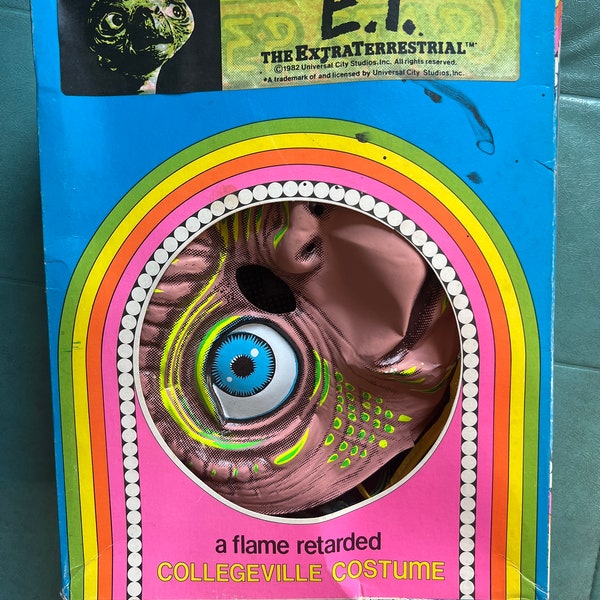 E.T.
THE EXTRATERRESTRIAL™
©1982 Universal City Studios, Inc. All rights reserved.
*A trademark of and licensed by Universal City Studios, Inc.
a flame retarded
COLLEGEVILLE COSTUME